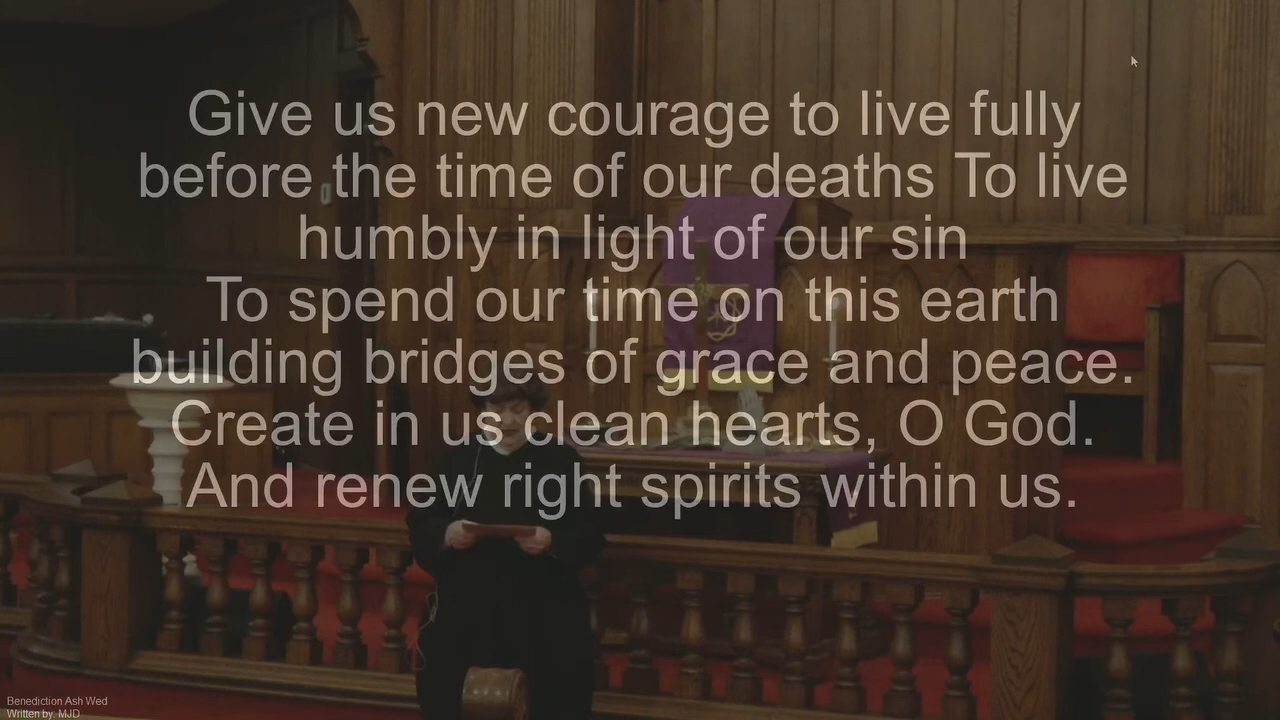 Give us new courage to live fully
before the time of our deaths To live
humbly in light of our sin
To spend our time on this earth
building bridges of grace and peace.
Create in us clean hearts, O God.
And renew right spirits within us.
Benediction Ash Wed
Written by: MJD